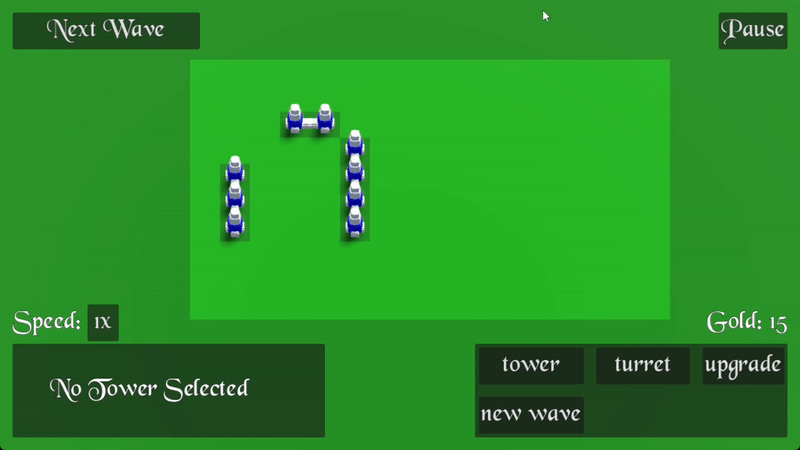 Next Wave
Pause
Speed: 1x
Gold: 15
No Tower Selected
tower
turret
upgrade
new wave